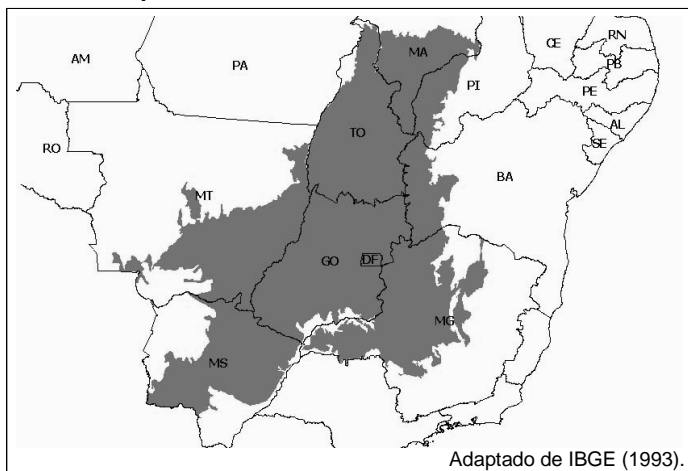 RN
CE
MA
AM
PA
PB
PI
PE
TO
AL
RO
SE
BA
MT
GO
DF
MG
MS
Adaptado de IBGE (1993).